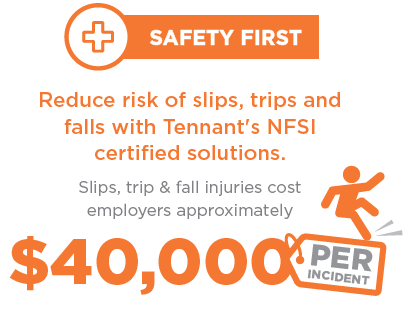 SAFETY FIRST
Reduce risk of slips, trips and
falls with Tennant's NFSI
certified solutions.
Slips, trip & fall injuries cost
employers approximately
$40,000
PER
INCIDENT